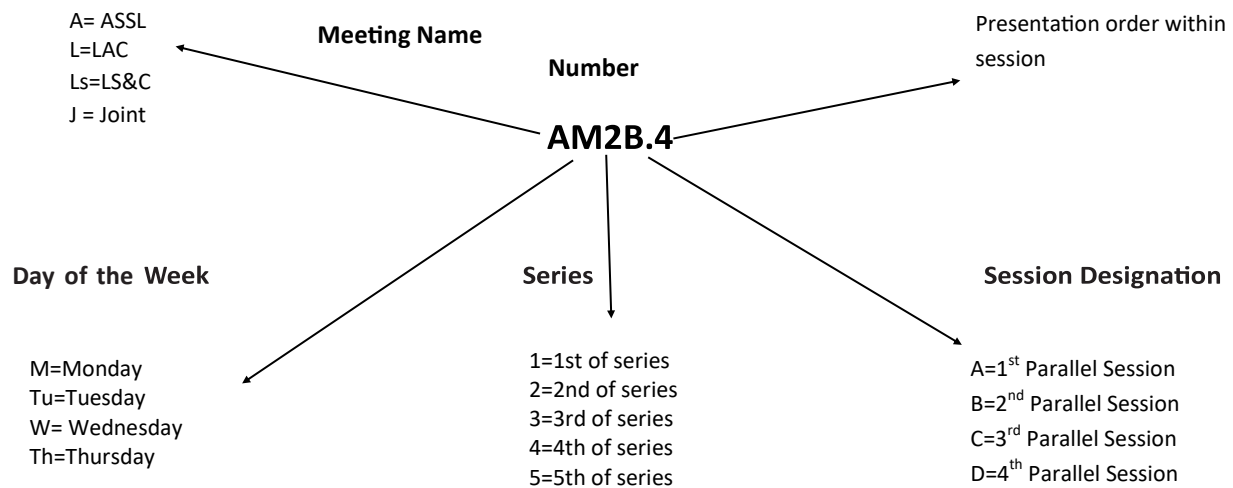 A= ASSL
L=LAC
Ls=LS&C
J = Joint
Meeting Name
Number
Presentation order within
session
AM2B.4
Day of the Week
M=Monday
Tu=Tuesday
W= Wednesday
Th=Thursday
Series
1=1st of series
2=2nd of series
3=3rd of series
4=4th of series
5=5th of series
Session Designation
A=1st Parallel Session
B=2nd Parallel Session
C=3rd Parallel Session
D=4th Parallel Session